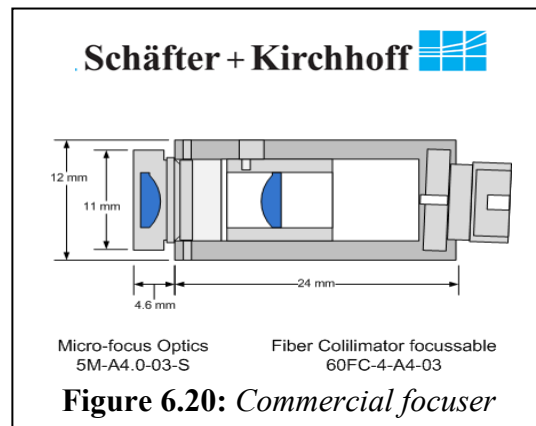 Schäfter + Kirchhoff
12 mm
11 mm
24 mm
4.6 mm
Micro-focus Optics
5M-A4.0-03-S
Fiber Colilimator focussable
60FC-4-A4-03
Figure 6.20: Commercial focuser